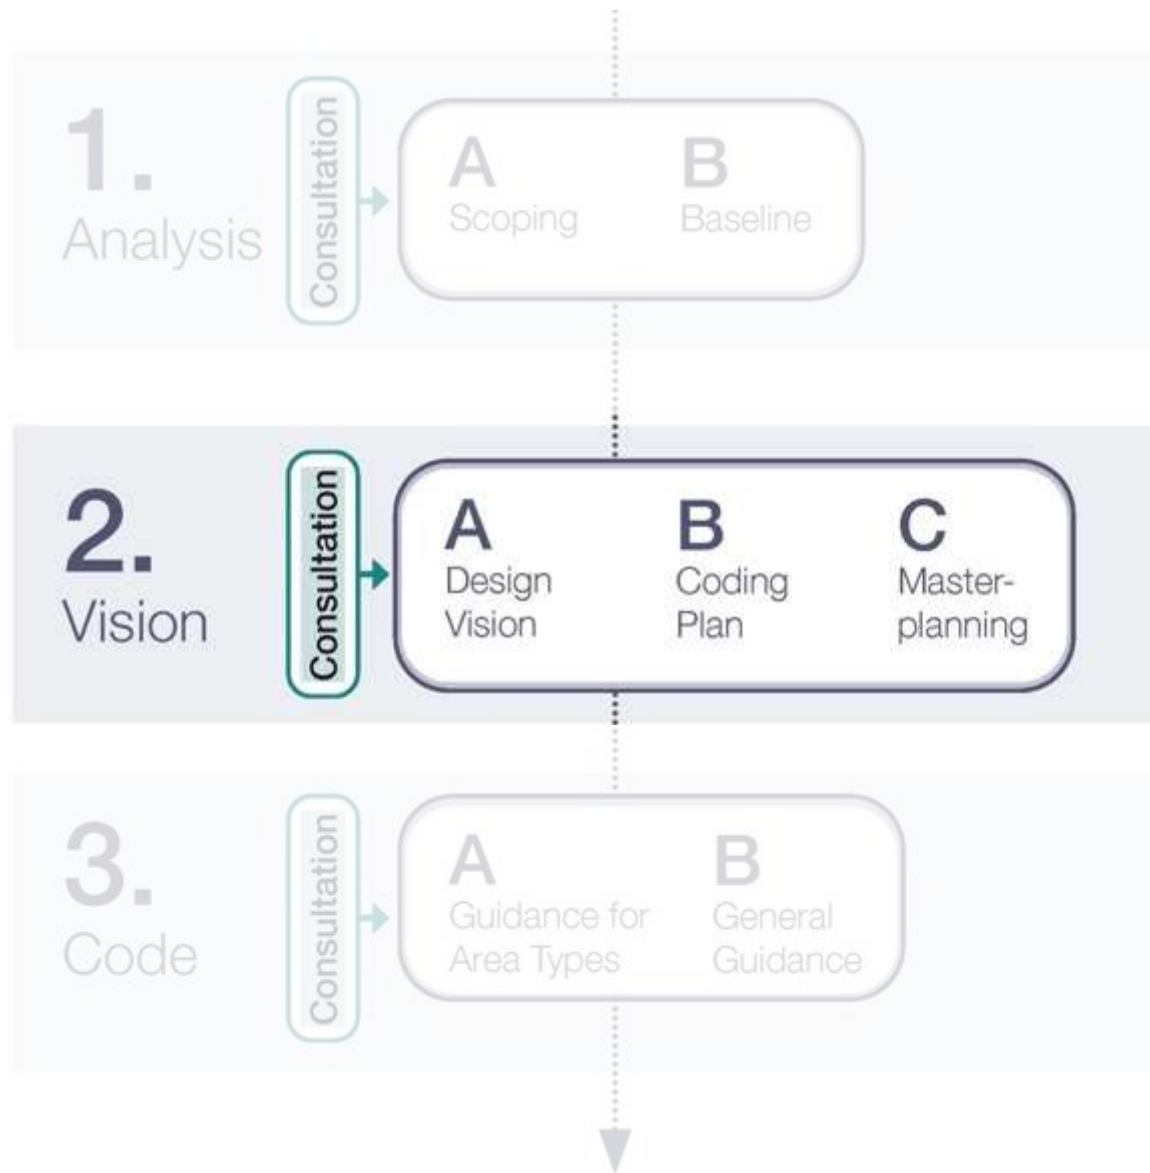 1.
Analysis
Consultation
A
Scoping
B
Baseline
2.
Vision
Consultation
A
Design
Vision
B
Coding
Plan
C
Master-
planning
3.
Code
Consultation
A
Guidance for
Area Types
B
General
Guidance